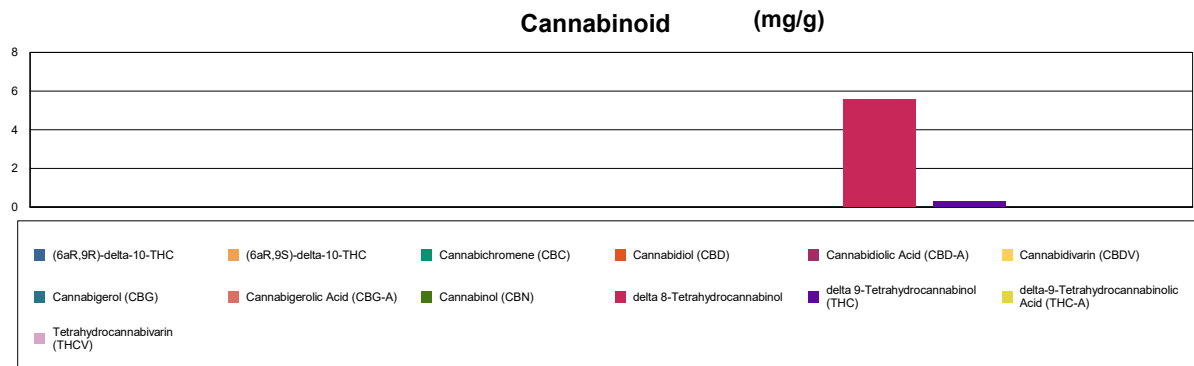 Cannabinoid (mg/g)
8
6
4
2
0
(6aR,9R)-delta-10-THC
(6aR,9S)-delta-10-THC
Cannabichromene (CBC)
Cannabidiol (CBD)
Cannabidiolic Acid (CBD-A)
Cannabidivarin (CBDV)
Cannabigerol (CBG)
Cannabigerolic Acid (CBG-A)
Cannabinol (CBN)
delta 8-Tetrahydrocannabinol
delta 9-Tetrahydrocannabinol
(THC)
delta-9-Tetrahydrocannabinolic
Acid (THC-A)
Tetrahydrocannabivarin
(THCV)